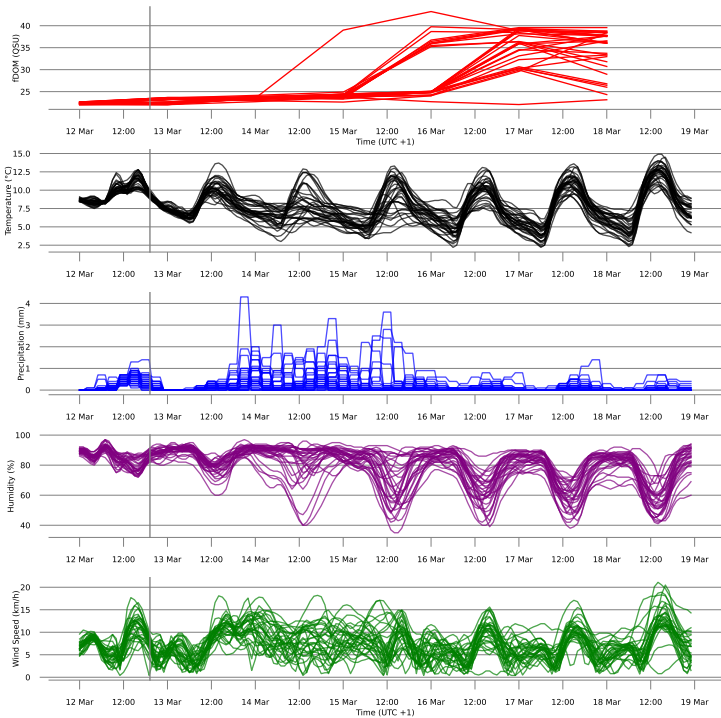 fDOM (QSU)
40
35
30
25
12 Mar 12:00 13 Mar 12:00 14 Mar 12:00 15 Mar 12:00 16 Mar 12:00 17 Mar 12:00 18 Mar 12:00 19 Mar
Time (UTC +1)
Temperature (°C)
15.0
12.5
10.0
7.5
5.0
2.5
12 Mar 12:00 13 Mar 12:00 14 Mar 12:00 15 Mar 12:00 16 Mar 12:00 17 Mar 12:00 18 Mar 12:00 19 Mar
Precipitation (mm)
4
3
2
1
0
12 Mar 12:00 13 Mar 12:00 14 Mar 12:00 15 Mar 12:00 16 Mar 12:00 17 Mar 12:00 18 Mar 12:00 19 Mar
Humidity (%)
100
80
60
40
12 Mar 12:00 13 Mar 12:00 14 Mar 12:00 15 Mar 12:00 16 Mar 12:00 17 Mar 12:00 18 Mar 12:00 19 Mar
Wind Speed (km/h)
20
15
10
5
0
12 Mar 12:00 13 Mar 12:00 14 Mar 12:00 15 Mar 12:00 16 Mar 12:00 17 Mar 12:00 18 Mar 12:00 19 Mar
Time (UTC +1)